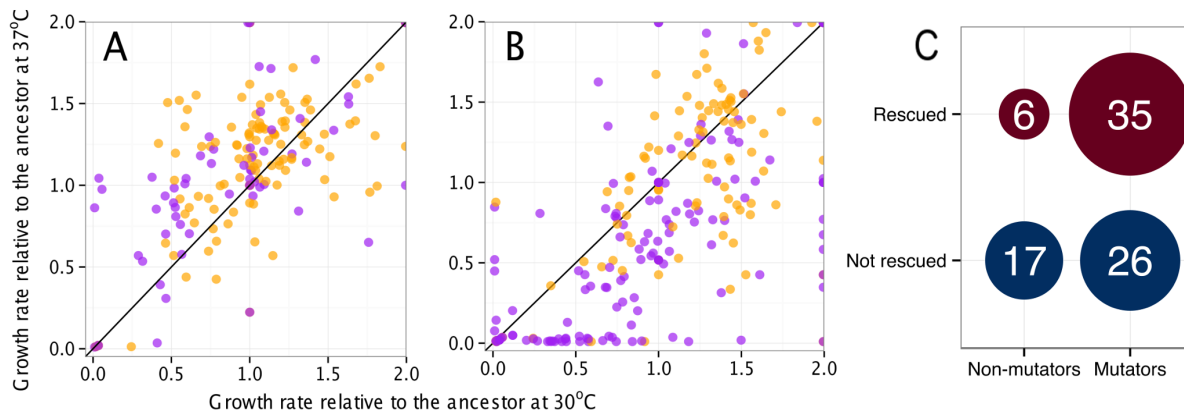 Growth rate relative to the ancestor at 37°C
A
2.0
1.5
1.0
0.5
0.0
0.0
0.5
1.0
1.5
2.0
B
2.0
1.5
1.0
0.5
0.0
0.0
0.5
1.0
1.5
2.0
Growth rate relative to the ancestor at 30°C
C
Rescued
6
35
Not rescued
17
26
Non-mutators
Mutators